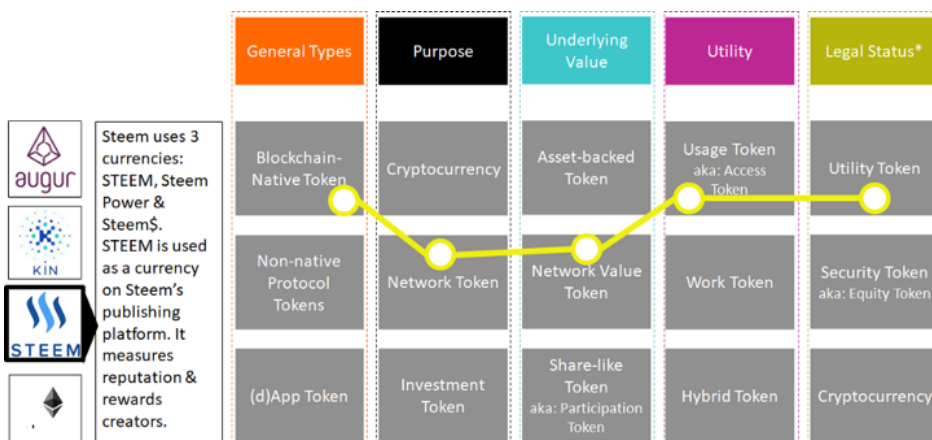 General Types
Purpose
Underlying
Value
Utility
Legal Status*
augur
KIN
STEEM
Steem uses 3
currencies:
STEEM, Steem
Power &
Steem$.
STEEM is used
as a currency
on Steem's
publishing
platform. It
measures
reputation &
rewards
creators.
Blockchain-
Native Token
Cryptocurrency
Asset-backed
Token
Usage Token
aka: Access
Token
Utility Token
Non-native
Protocol
Tokens
Network Token
Network Value
Token
Work Token
Security Token
aka: Equity Token
(d)App Token
Investment
Token
Share-like
Token
aka: Participation
Token
Hybrid Token
Cryptocurrency